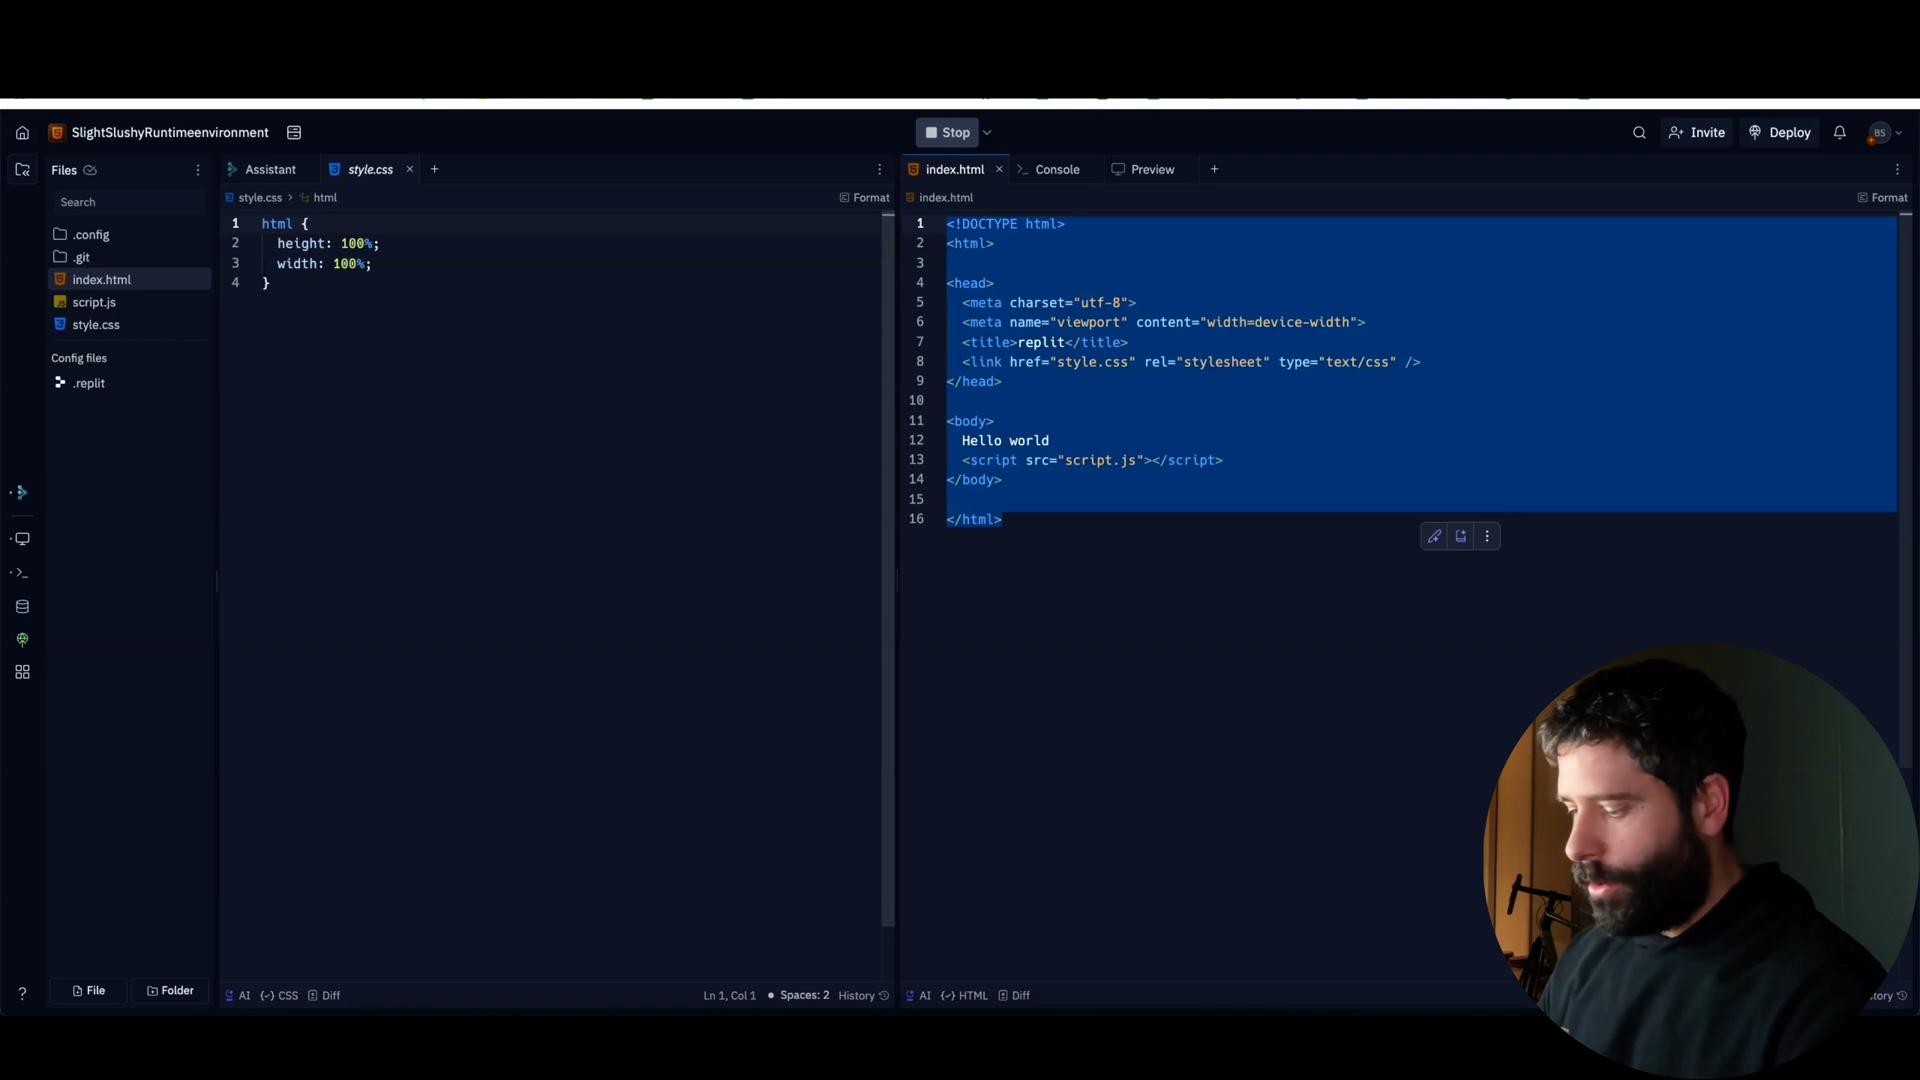 SlightSlushyRuntimeenvironment
Stop
Invite
Deploy
BS
Files
Search
.config
.git
index.html
script.js
style.css
Config files
.replit
File
Folder
Assistant
style.css
style.css > html
Format
1 html {
2 height: 100%;
3 width: 100%;
4 }
AI
CSS
Diff
Ln 1, Col 1
Spaces: 2
History
index.html
Console
Preview
index.html
Format
1 <!DOCTYPE html>
2 <html>
3
4 <head>
5 <meta charset="utf-8">
6 <meta name="viewport" content="width=device-width">
7 <title>replit</title>
8 <link href="style.css" rel="stylesheet" type="text/css" />
9 </head>
10
11 <body>
12 Hello world
13 <script src="script.js"></script>
14 </body>
15
16 </html>
AI
HTML
Diff
tory